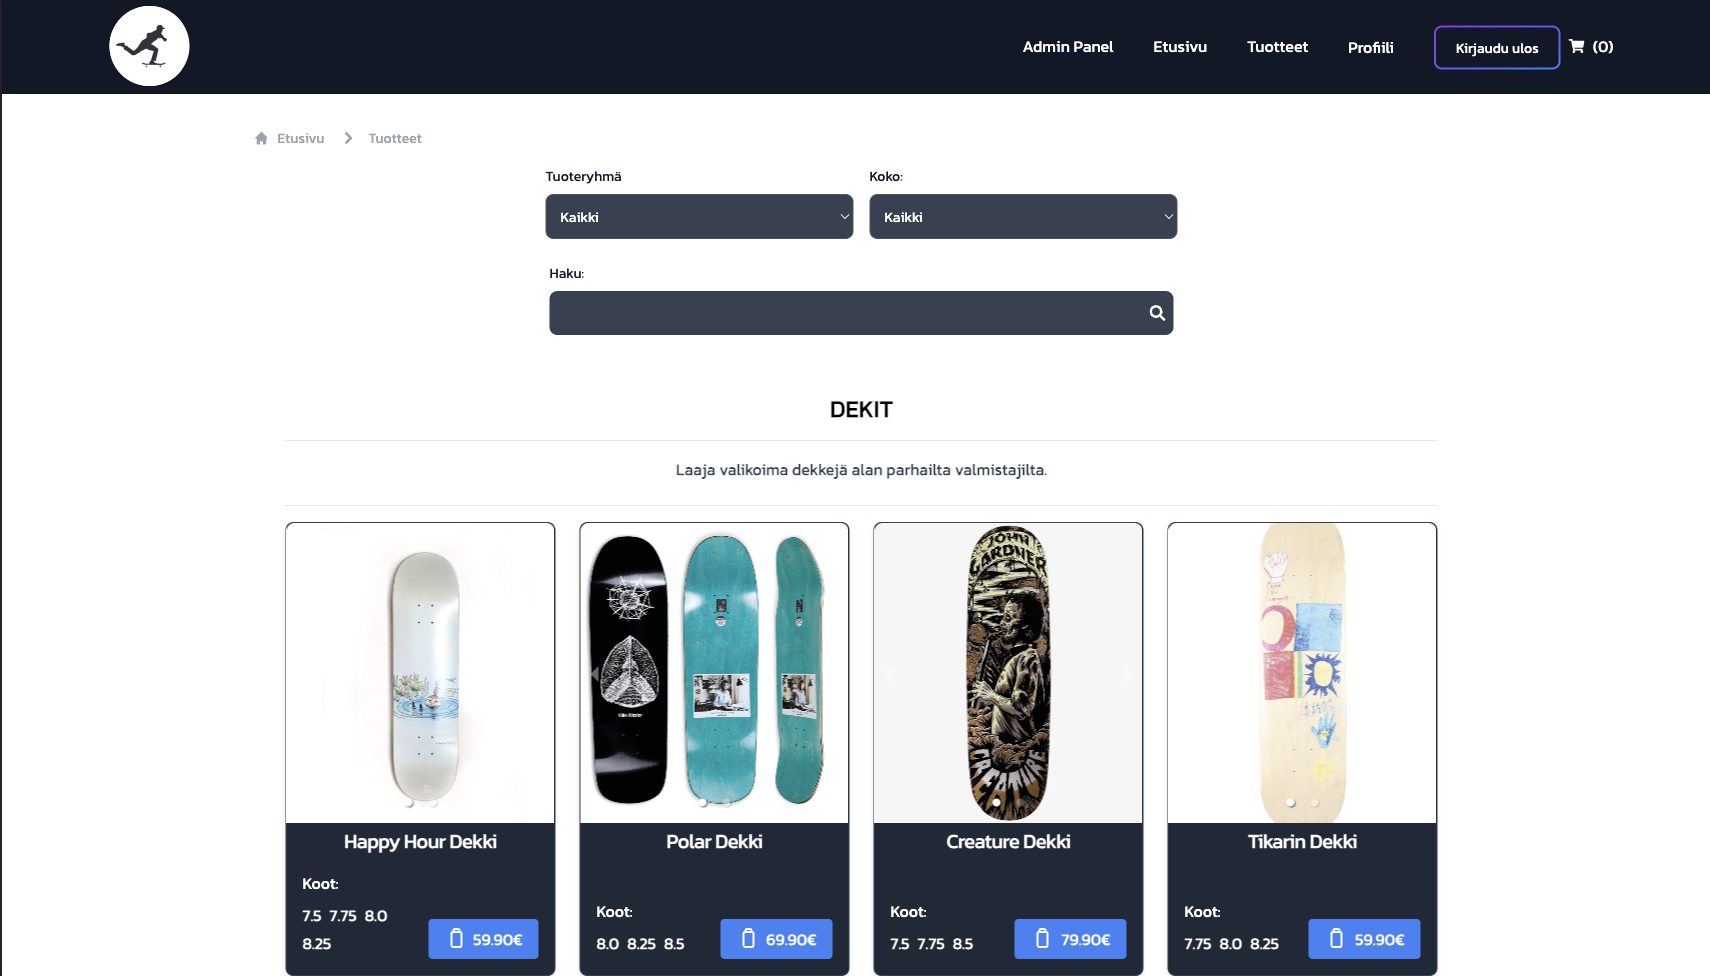 Admin Panel Etusivu Tuotteet Profiili Kirjaudu ulos (0)
Etusivu Tuotteet
Tuoteryhmä Koko:
Kaikki Kaikki
Haku:
DEKIT
Laaja valikoima dekkejä alan parhailta valmistajilta.
JOHN
GARDNER
CREATURE
Happy Hour Dekki
Koot:
7.5 7.75 8.0
8.25
59.90€
Polar Dekki
Koot:
8.0 8.25 8.5
69.90€
Creature Dekki
Koot:
7.5 7.75 8.5
79.90€
Tikarin Dekki
Koot:
7.75 8.0 8.25
59.90€